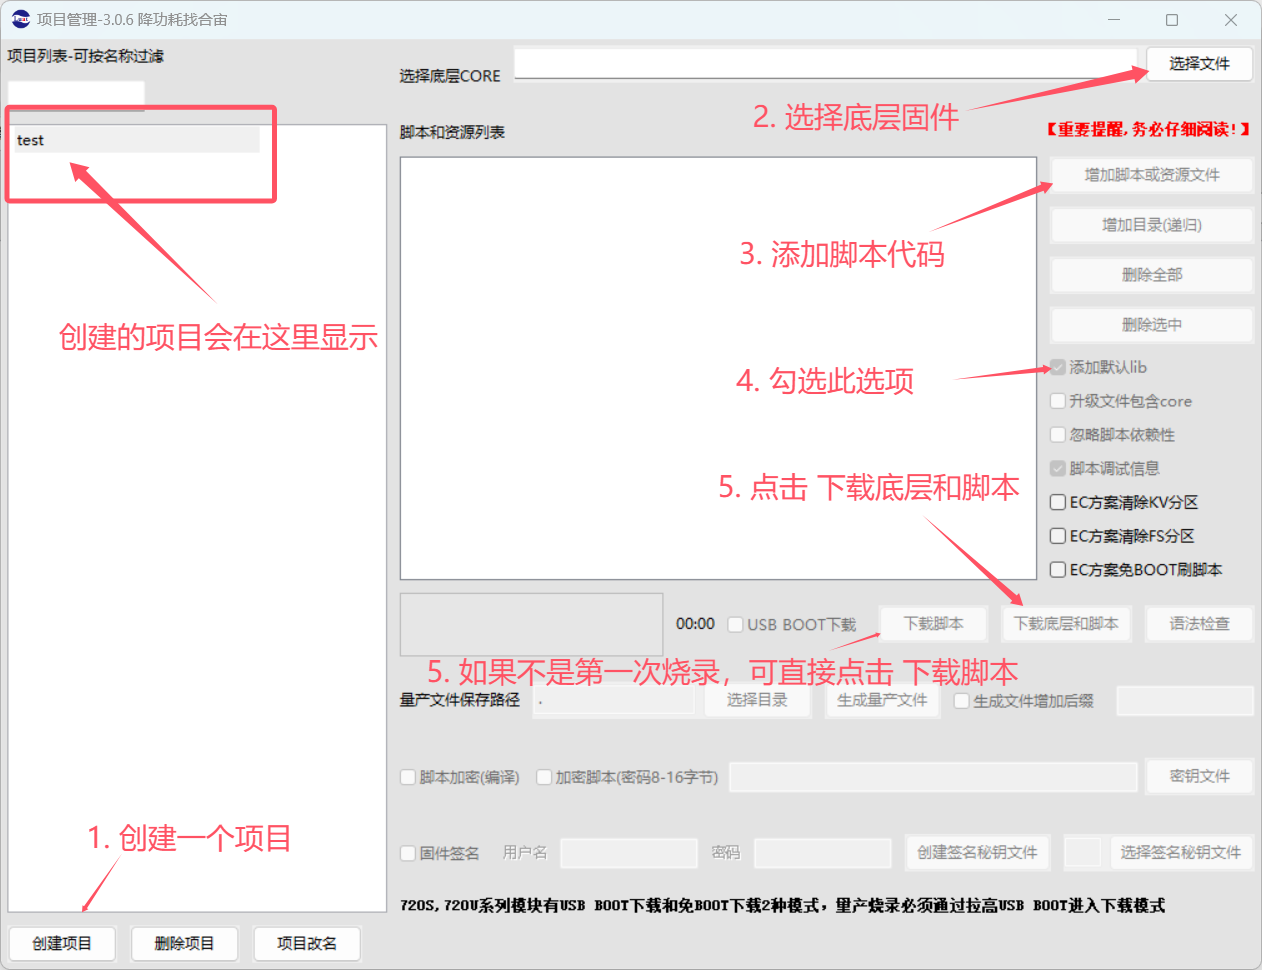 项目管理-3.0.6 降功耗找合宙
项目列表-可按名称过滤
选择底层CORE
选择文件
2. 选择底层固件
脚本和资源列表
【重要提醒,务必仔细阅读!】
test
增加脚本或资源文件
增加目录(递归)
3. 添加脚本代码
删除全部
删除选中
创建的项目会在这里显示
4. 勾选此选项
添加默认lib
升级文件包含core
忽略脚本依赖性
脚本调试信息
5. 点击 下载底层和脚本
EC方案清除KV分区
EC方案清除FS分区
EC方案免BOOT刷脚本
00:00
USB BOOT下载
下载脚本
下载底层和脚本
语法检查
5. 如果不是第一次烧录，可直接点击 下载脚本
量产文件保存路径
.
选择目录
生成量产文件
生成文件增加后缀
脚本加密(编译)
加密脚本(密码8-16字节)
密钥文件
1. 创建一个项目
固件签名
用户名
密码
创建签名秘钥文件
选择签名秘钥文件
720S,720U系列模块有USB BOOT下载和免BOOT下载2种模式，量产烧录必须通过拉高USB BOOT进入下载模式
创建项目
删除项目
项目改名